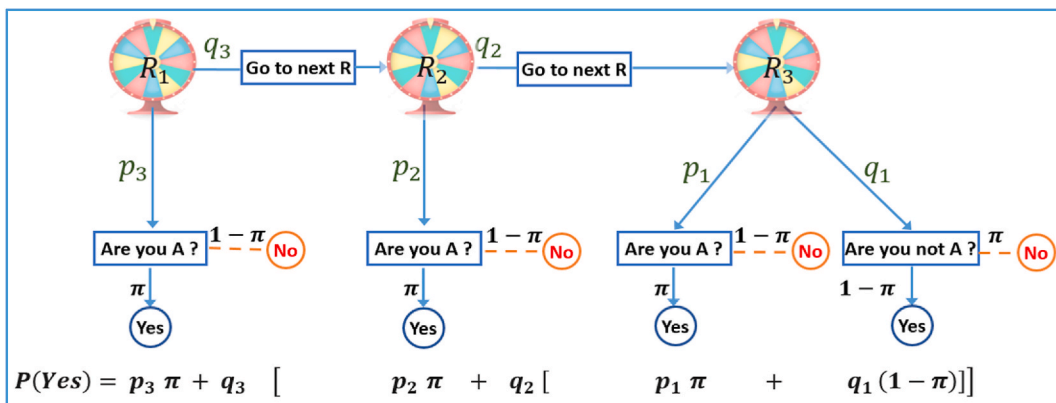 R₁ q₃ Go to next R R₂ q₂ Go to next R R₃
p₃ p₂ p₁ q₁
Are you A ? 1 − π No Are you A ? 1 − π No Are you A ? 1 − π No Are you not A ? π No
π π π 1 − π
Yes Yes Yes Yes
P(Yes) = p₃ π + q₃ [ p₂ π + q₂ [ p₁ π + q₁ (1 − π)]]